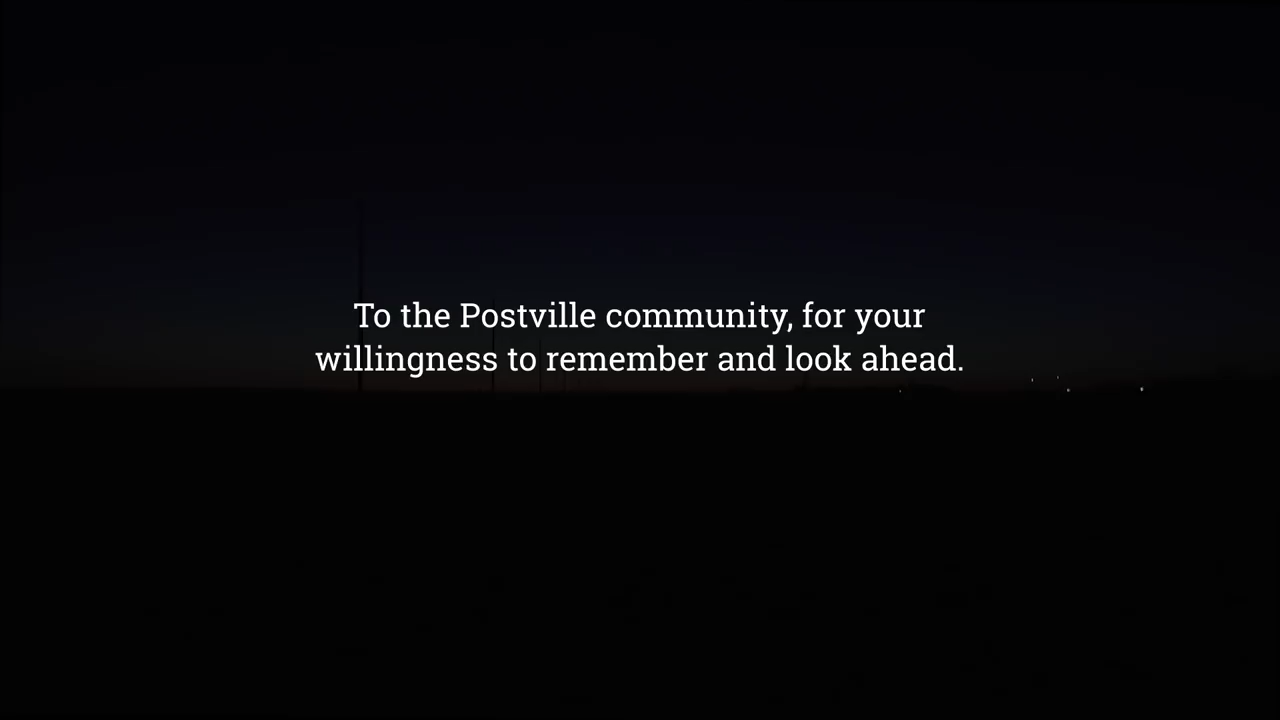 To the Postville community, for your
willingness to remember and look ahead.